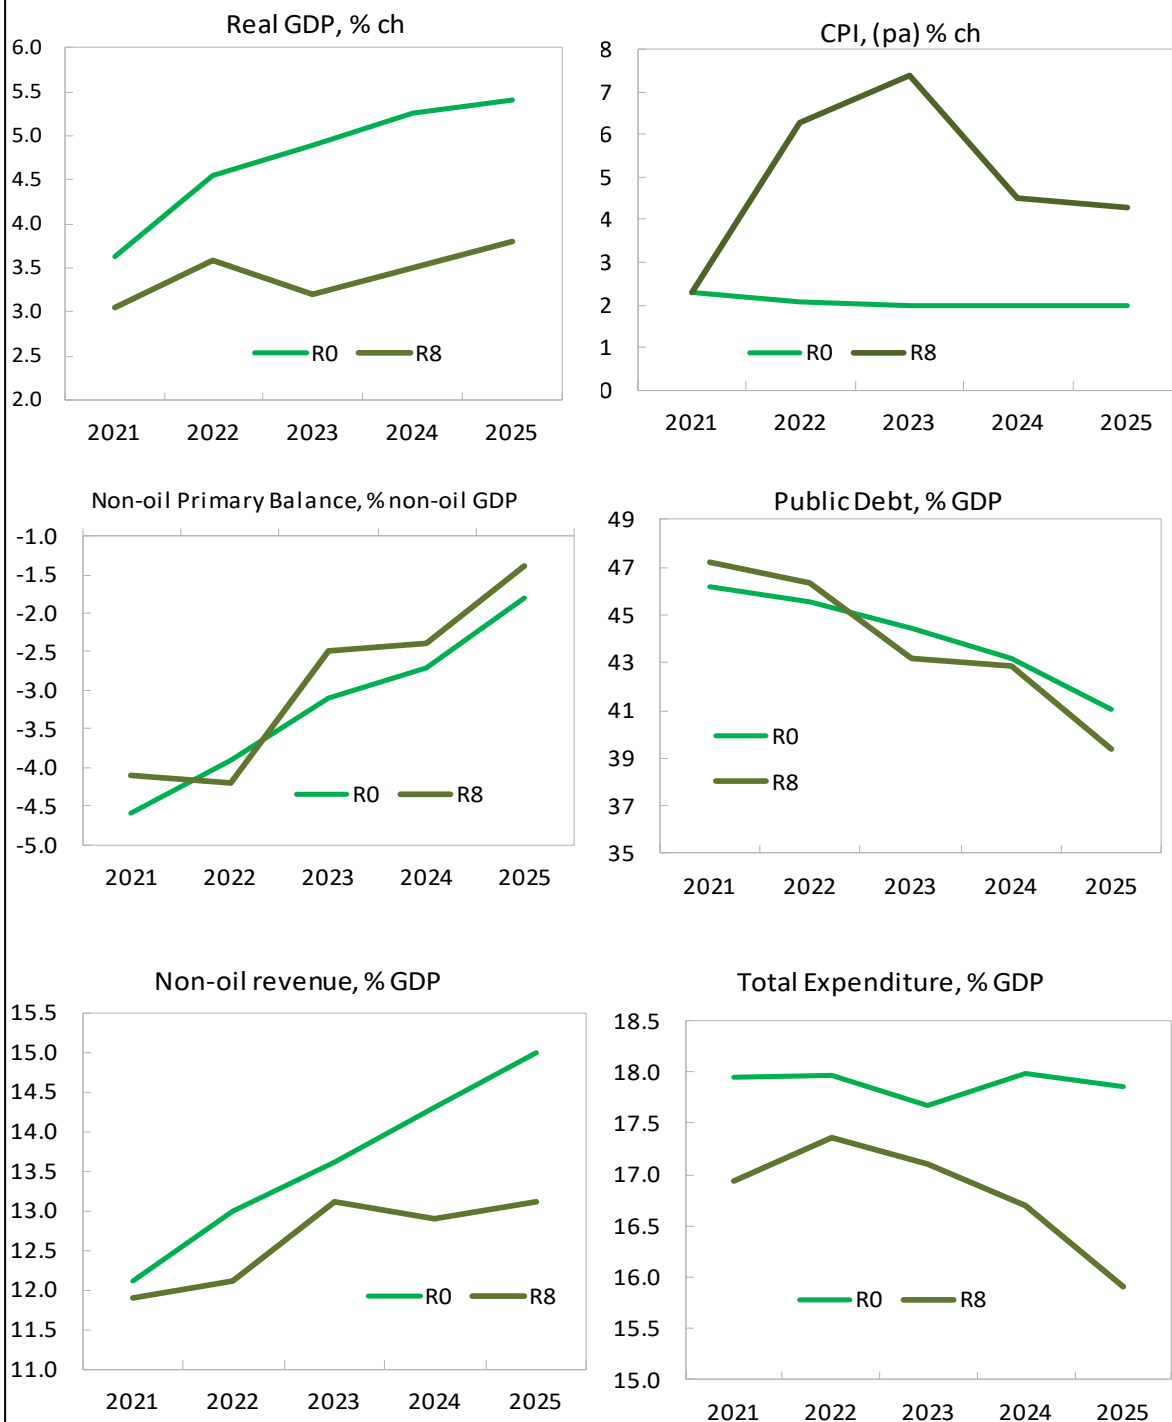 Real GDP, % ch
6.0
5.5
5.0
4.5
4.0
3.5
3.0
2.5
2.0
R0 R8
2021 2022 2023 2024 2025
CPI, (pa) % ch
8
7
6
5
4
3
2
1
0
R0 R8
2021 2022 2023 2024 2025
Non-oil Primary Balance, % non-oil GDP
-1.0
-1.5
-2.0
-2.5
-3.0
-3.5
-4.0
-4.5
-5.0
R0 R8
2021 2022 2023 2024 2025
Public Debt, % GDP
49
47
45
43
41
39
37
35
R0
R8
2021 2022 2023 2024 2025
Non-oil revenue, % GDP
15.5
15.0
14.5
14.0
13.5
13.0
12.5
12.0
11.5
11.0
R0 R8
2021 2022 2023 2024 2025
Total Expenditure, % GDP
18.5
18.0
17.5
17.0
16.5
16.0
15.5
15.0
R0 R8
2021 2022 2023 2024 2025